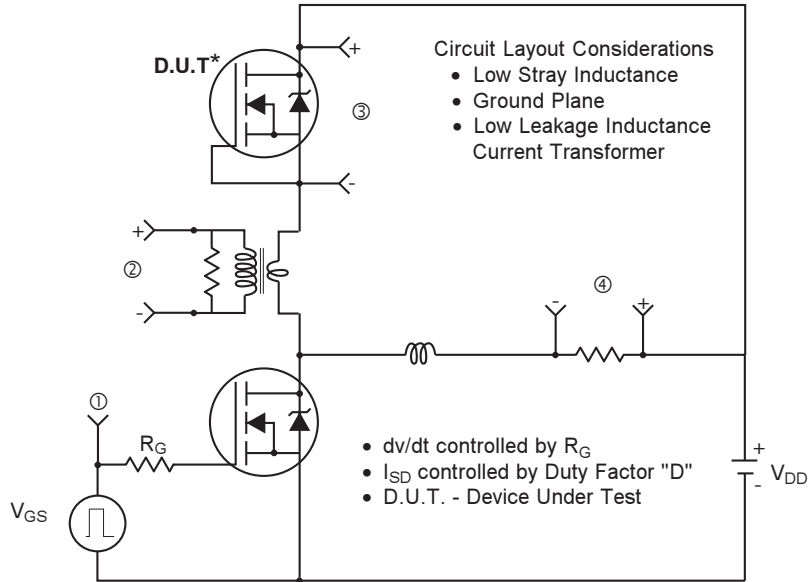 D.U.T*
+
③
-
Circuit Layout Considerations
• Low Stray Inductance
• Ground Plane
• Low Leakage Inductance
Current Transformer
+
②
-
④
-
+
①
RG
VGS
• dv/dt controlled by RG
• ISD controlled by Duty Factor "D"
• D.U.T. - Device Under Test
+
-
VDD